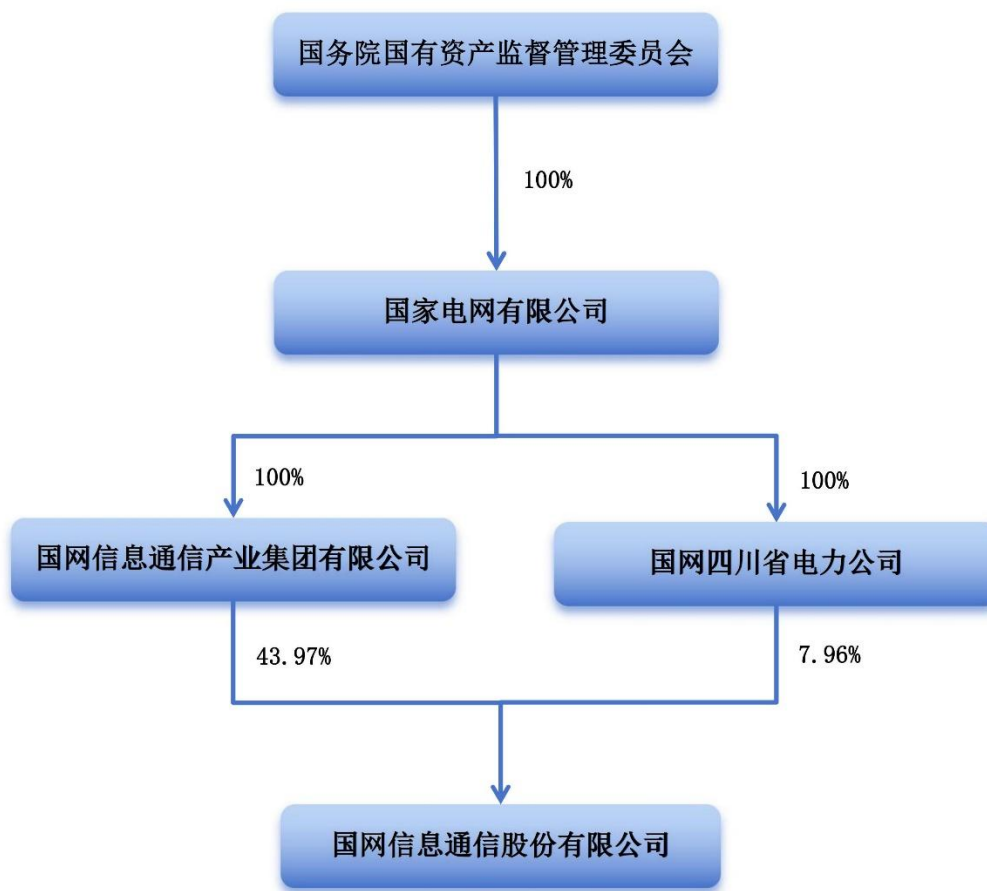 国务院国有资产监督管理委员会
100%
国家电网有限公司
100%
100%
国网信息通信产业集团有限公司
国网四川省电力公司
43.97%
7.96%
国网信息通信股份有限公司